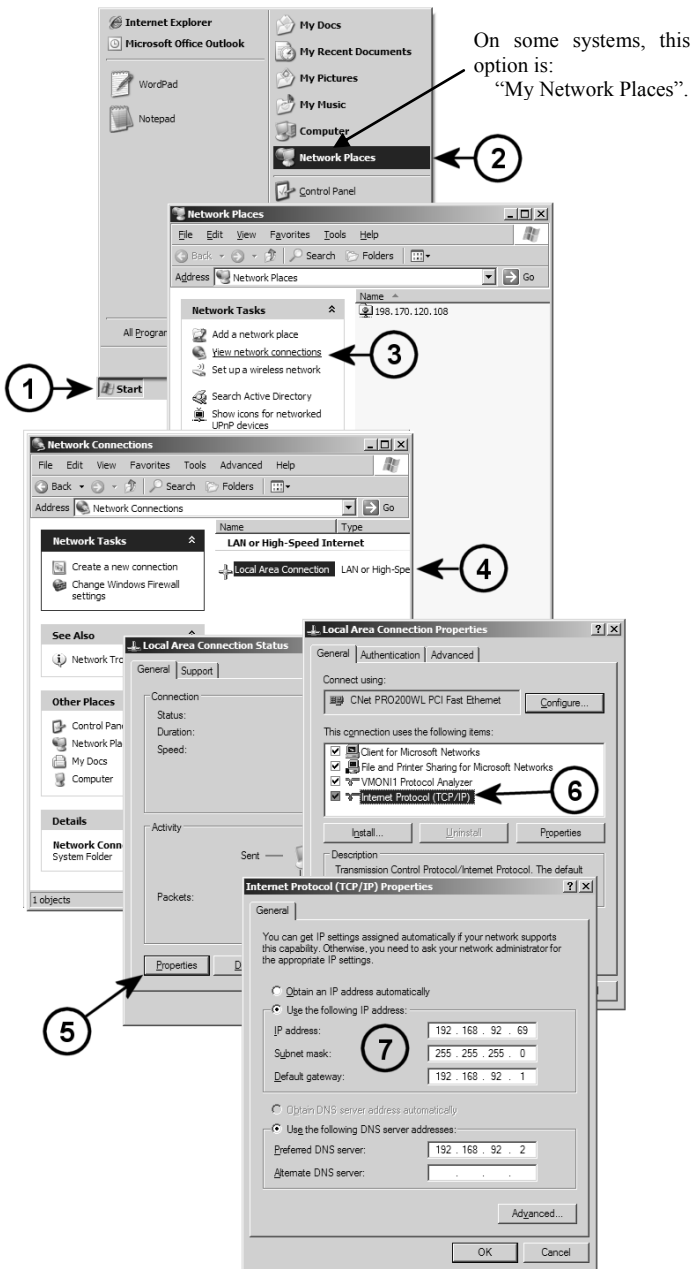 Internet Explorer
Microsoft Office Outlook
WordPad
Notepad
My Docs
My Recent Documents
My Pictures
My Music
Computer
Network Places
Control Panel
On some systems, this
option is:
“My Network Places”.
2
Network Places
File Edit View Favorites Tools Help
Back Search Folders
Address Network Places Go
Network Tasks
Add a network place
View network connections
Set up a wireless network
Search Active Directory
Show icons for networked
UPnP devices
Name
198.170.120.108
3
All Progra
1
Start
Network Connections
File Edit View Favorites Tools Advanced Help
Back Search Folders
Address Network Connections Go
Network Tasks
Create a new connection
Change Windows Firewall
settings
Name Type
LAN or High-Speed Internet
Local Area Connection LAN or High-Spe
4
See Also
Network Tro
Other Places
Control Pane
Network Pla
My Docs
Computer
Details
Network Conn
System Folder
1 objects
Local Area Connection Status
General Support
Connection
Status:
Duration:
Speed:
Activity
Sent
Packets:
Properties D
5
Local Area Connection Properties
General Authentication Advanced
Connect using:
CNet PRO200WL PCI Fast Ethernet Configure...
This connection uses the following items:
Client for Microsoft Networks
File and Printer Sharing for Microsoft Networks
VMONI1 Protocol Analyzer
Internet Protocol (TCP/IP)
6
Install... Uninstall Properties
Description
Transmission Control Protocol/Internet Protocol. The default
Internet Protocol (TCP/IP) Properties
General
You can get IP settings assigned automatically if your network supports
this capability. Otherwise, you need to ask your network administrator for
the appropriate IP settings.
Obtain an IP address automatically
Use the following IP address:
IP address: 192 . 168 . 92 . 69
Subnet mask: 255 . 255 . 255 . 0
Default gateway: 192 . 168 . 92 . 1
7
Obtain DNS server address automatically
Use the following DNS server addresses:
Preferred DNS server: 192 . 168 . 92 . 2
Alternate DNS server: . . .
Advanced...
OK Cancel